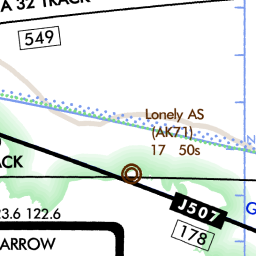 A 32 TRACK
549
Lonely AS
(AK71)
17 50s
ACK
J507
178
23.6 122.6
ARROW